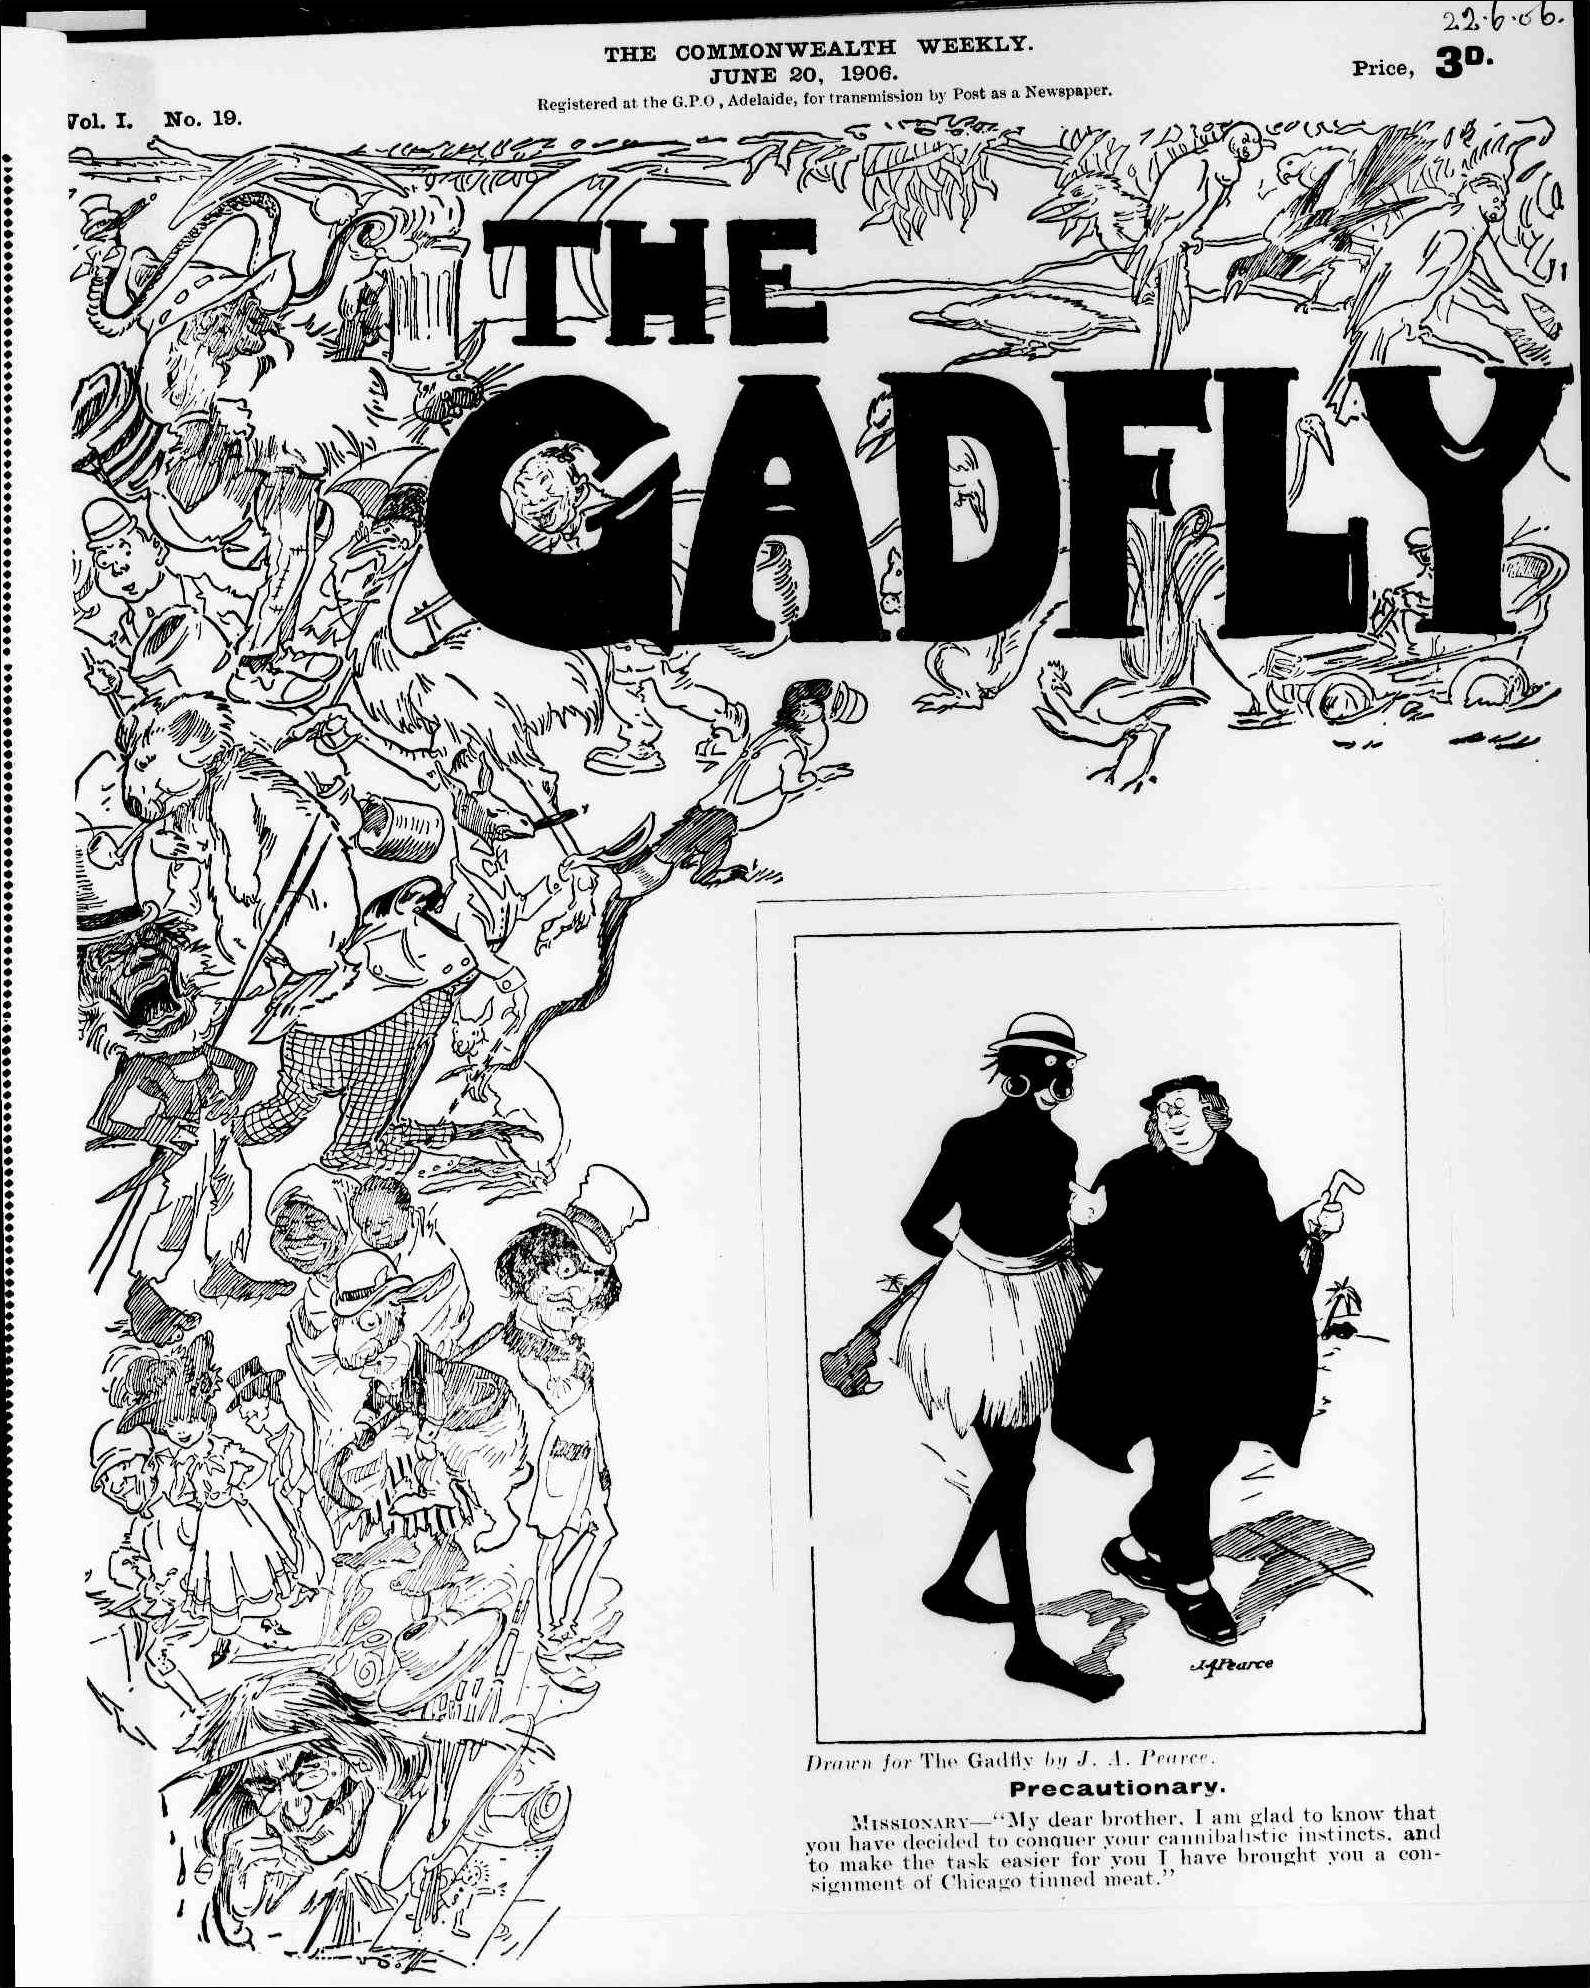 22·6·06.
THE COMMONWEALTH WEEKLY.
JUNE 20, 1906.
Price, 3D.
Registered at the G.P.O, Adelaide, for transmission by Post as a Newspaper.
Vol. I. No. 19.
THE
GADFLY
J.A.Pearce
Drawn for The Gadfly by J. A. Pearce.
Precautionary.
MISSIONARY—"My dear brother, I am glad to know that
you have decided to conquer your cannibalistic instincts, and
to make the task easier for you I have brought you a con-
signment of Chicago tinned meat."